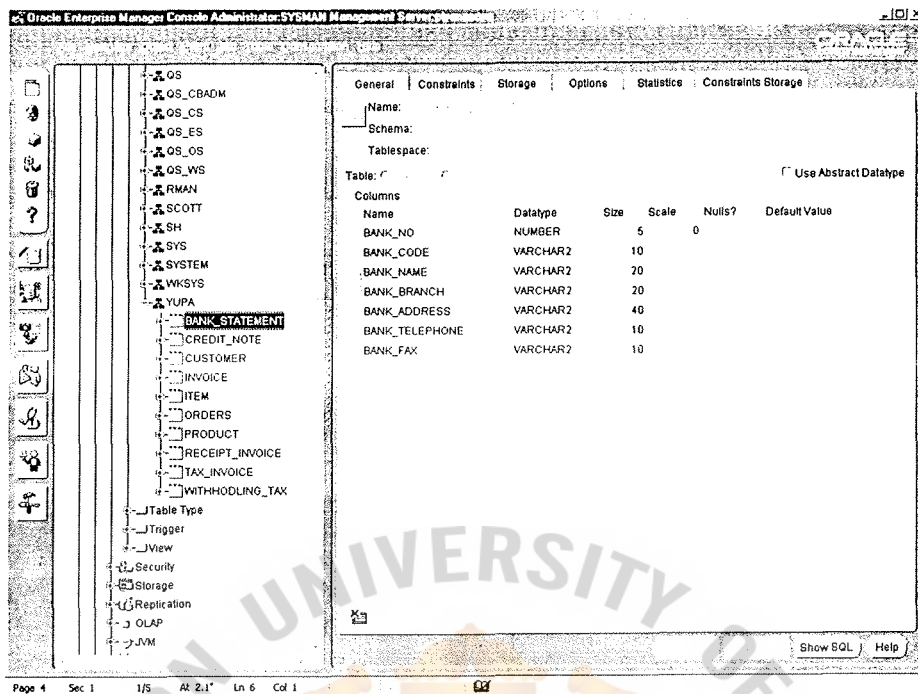 Oracle Enterprise Manager Console Administrator:SYSMAN Management Server
QS
QS_CBADM
QS_CS
QS_ES
QS_OS
QS_WS
RMAN
SCOTT
SH
SYS
SYSTEM
WKSYS
YUPA
BANK_STATEMENT
CREDIT_NOTE
CUSTOMER
INVOICE
ITEM
ORDERS
PRODUCT
RECEIPT_INVOICE
TAX_INVOICE
WITHHODLING_TAX
Table Type
Trigger
View
Security
Storage
Replication
OLAP
JVM
General Constraints Storage Options Statistics Constraints Storage
Name:
Schema:
Tablespace:
Table: Use Abstract Datatype
Columns
Name Datatype Size Scale Nulls? Default Value
BANK_NO NUMBER 5 0
BANK_CODE VARCHAR2 10
BANK_NAME VARCHAR2 20
BANK_BRANCH VARCHAR2 20
BANK_ADDRESS VARCHAR2 40
BANK_TELEPHONE VARCHAR2 10
BANK_FAX VARCHAR2 10
Show SQL Help
Page 4 Sec 1 1/5 At 2.1" Ln 6 Col 1
UNIVERSITY